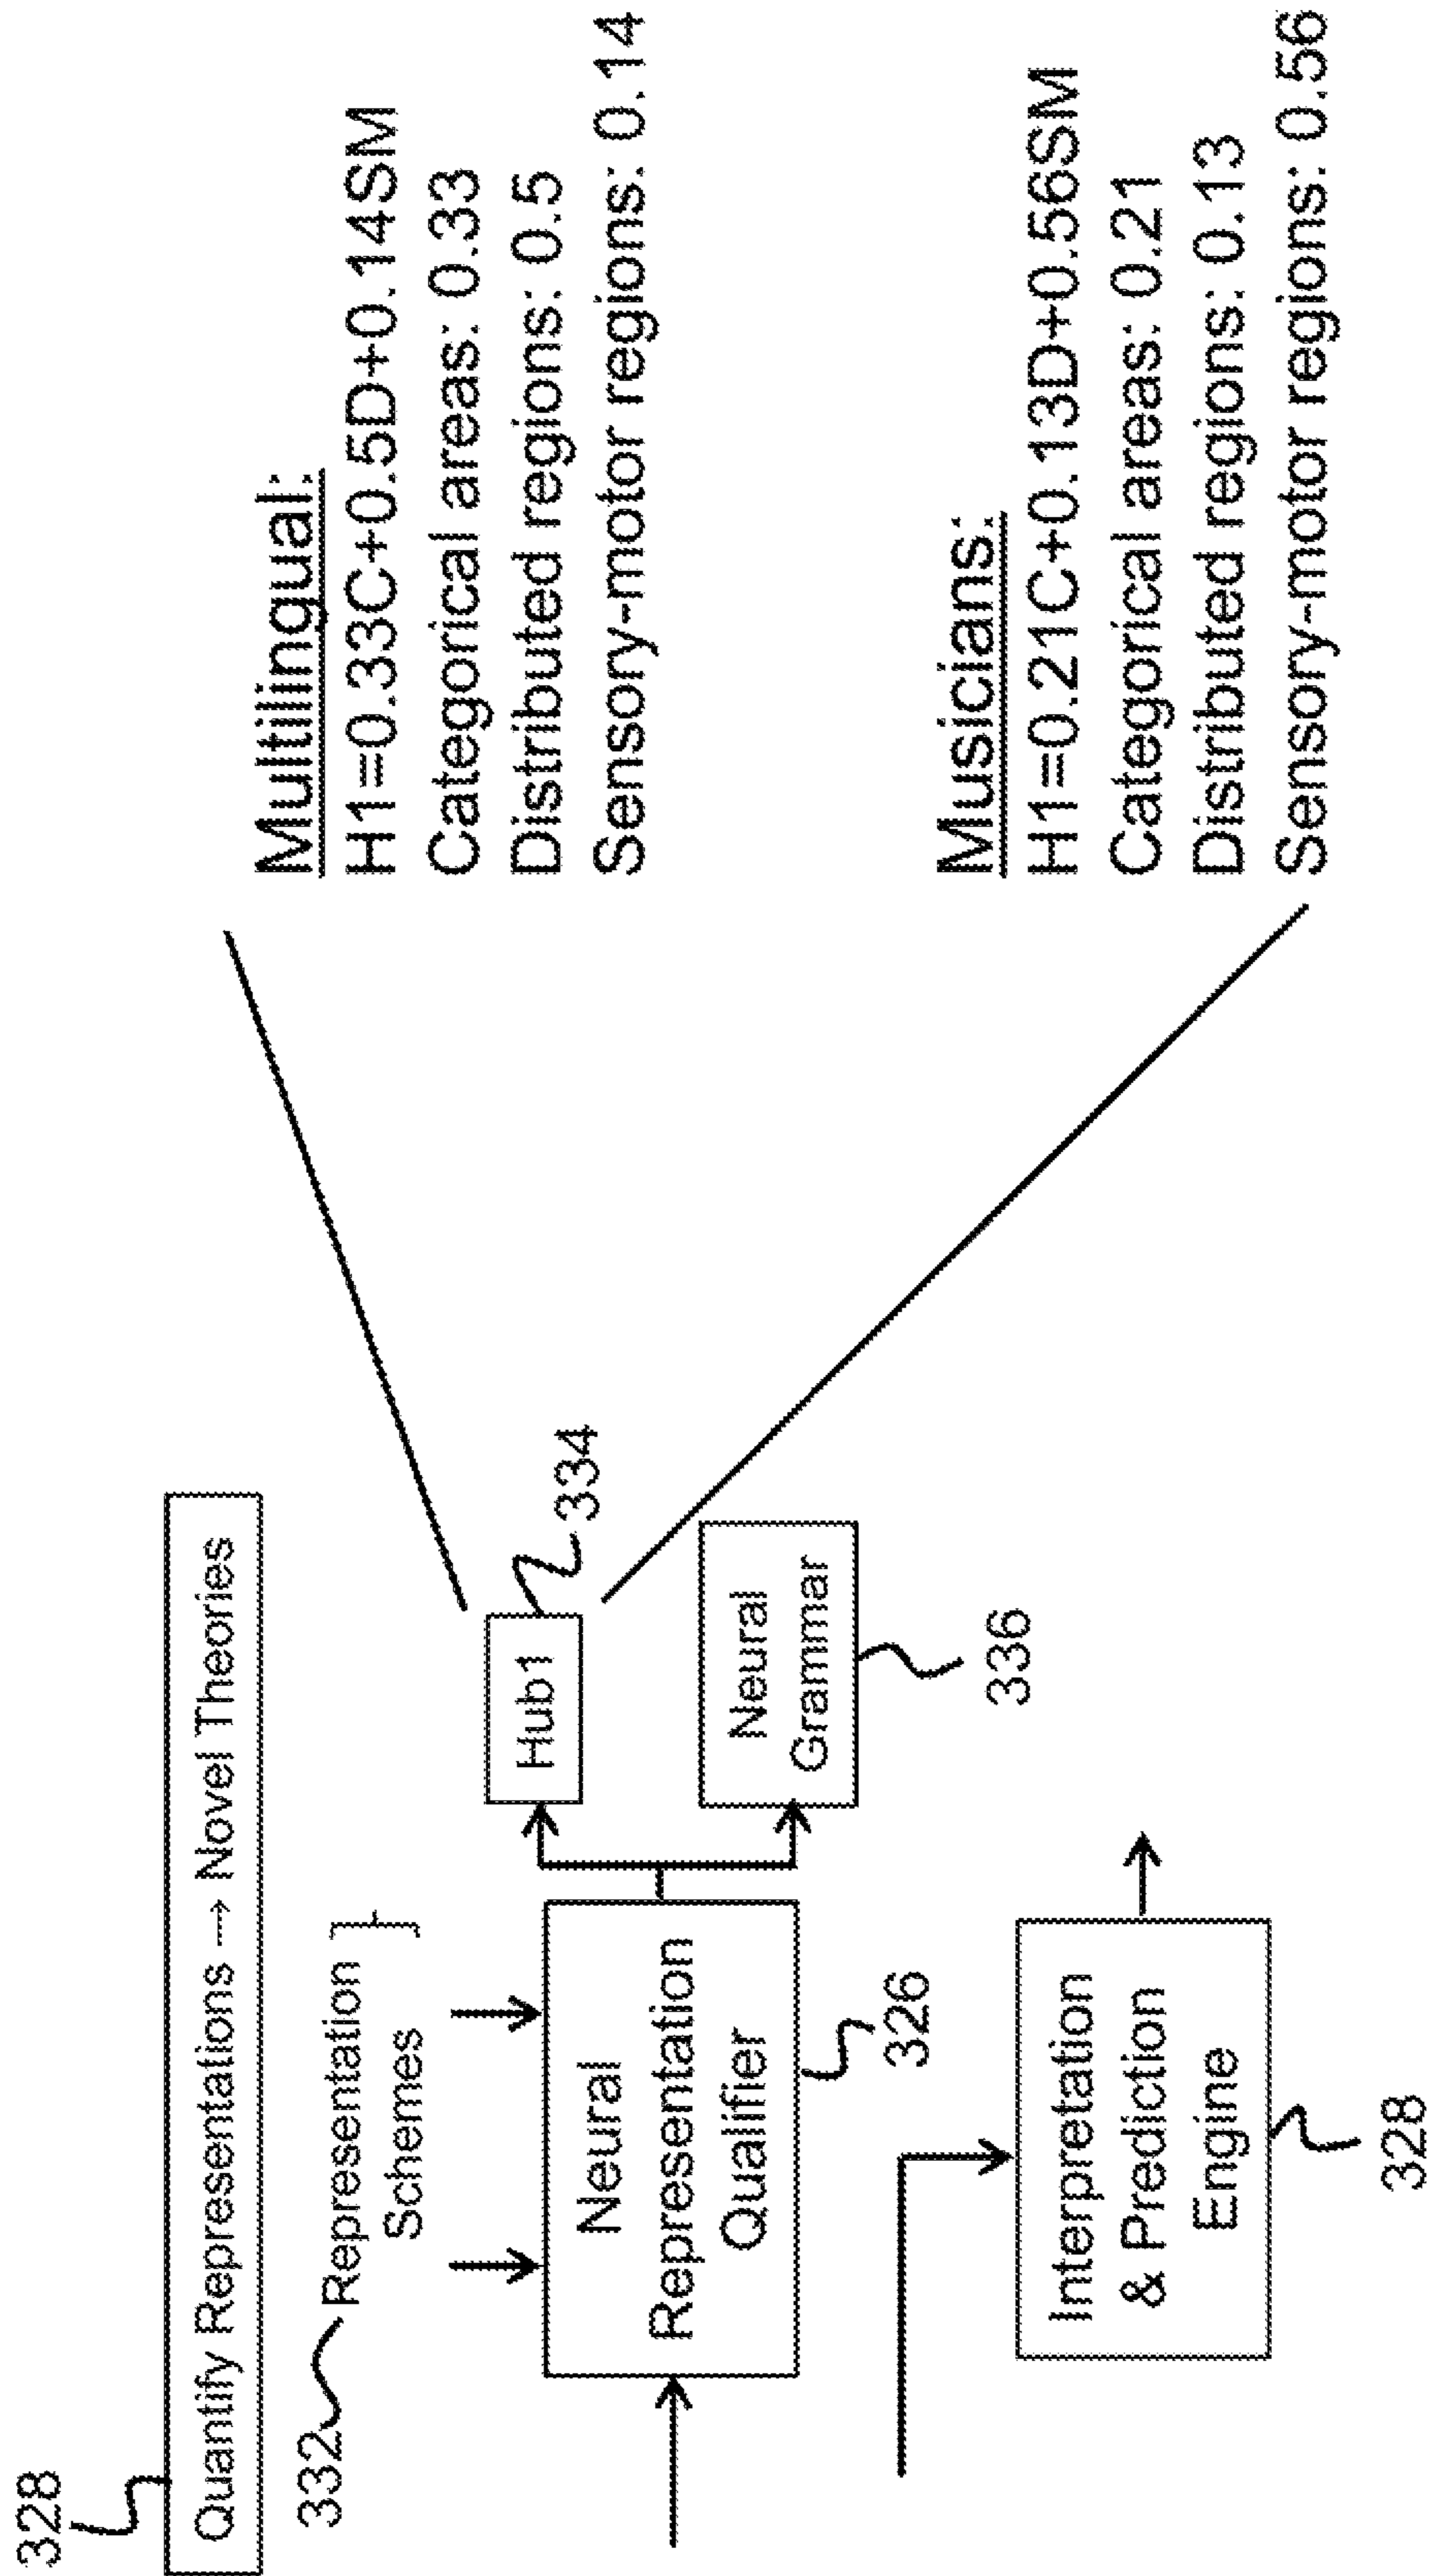 328
Quantify Representations → Novel Theories
332
Representation
Schemes
Neural
Representation
Qualifier
326
Hub1
334
Neural
Grammar
336
Interpretation
& Prediction
Engine
328
Multilingual:
H1=0.33C+0.5D+0.14SM
Categorical areas: 0.33
Distributed regions: 0.5
Sensory-motor regions: 0.14
Musicians:
H1=0.21C+0.13D+0.56SM
Categorical areas: 0.21
Distributed regions: 0.13
Sensory-motor regions: 0.56